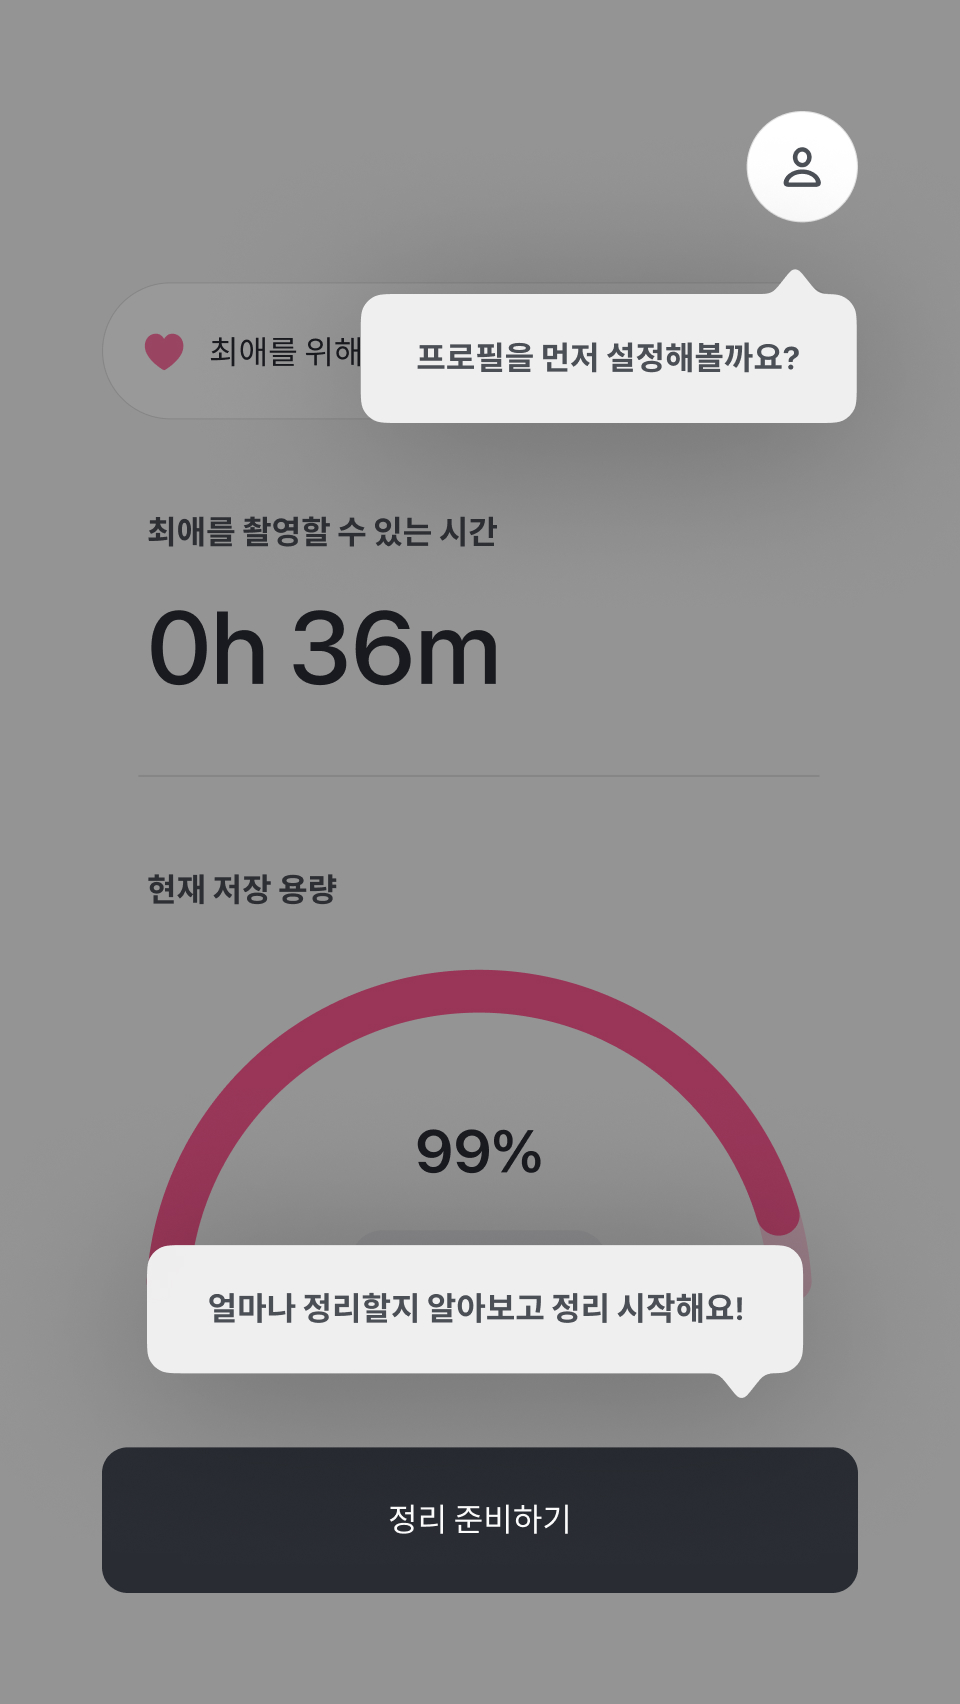 최애를 위해
프로필을 먼저 설정해볼까요?
최애를 촬영할 수 있는 시간
0h 36m
현재 저장 용량
99%
얼마나 정리할지 알아보고 정리 시작해요!
정리 준비하기